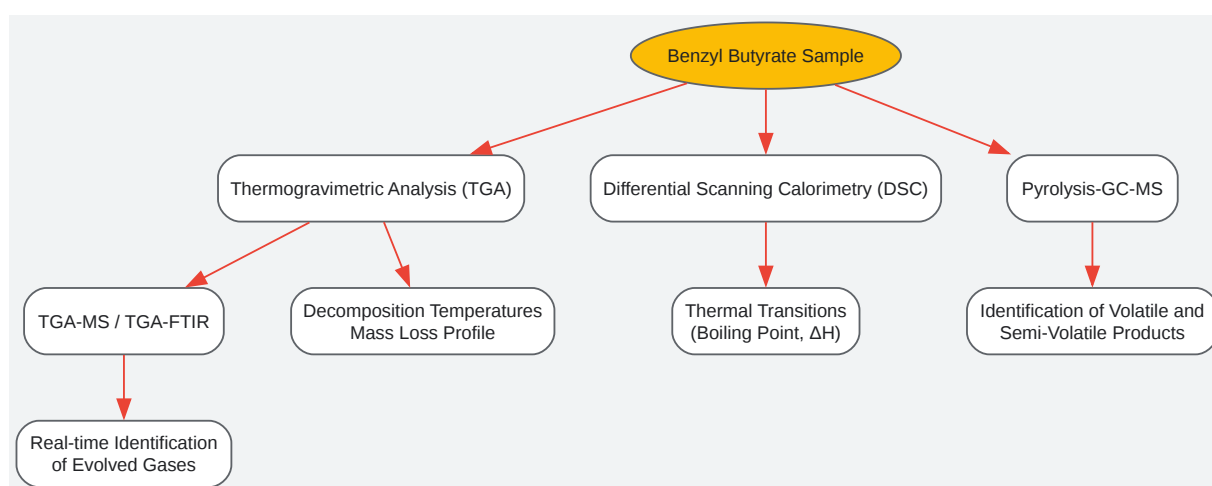 Benzyl Butyrate Sample
Thermogravimetric Analysis (TGA)
Differential Scanning Calorimetry (DSC)
Pyrolysis-GC-MS
TGA-MS / TGA-FTIR
Decomposition Temperatures
Mass Loss Profile
Thermal Transitions
(Boiling Point, ΔH)
Identification of Volatile and
Semi-Volatile Products
Real-time Identification
of Evolved Gases